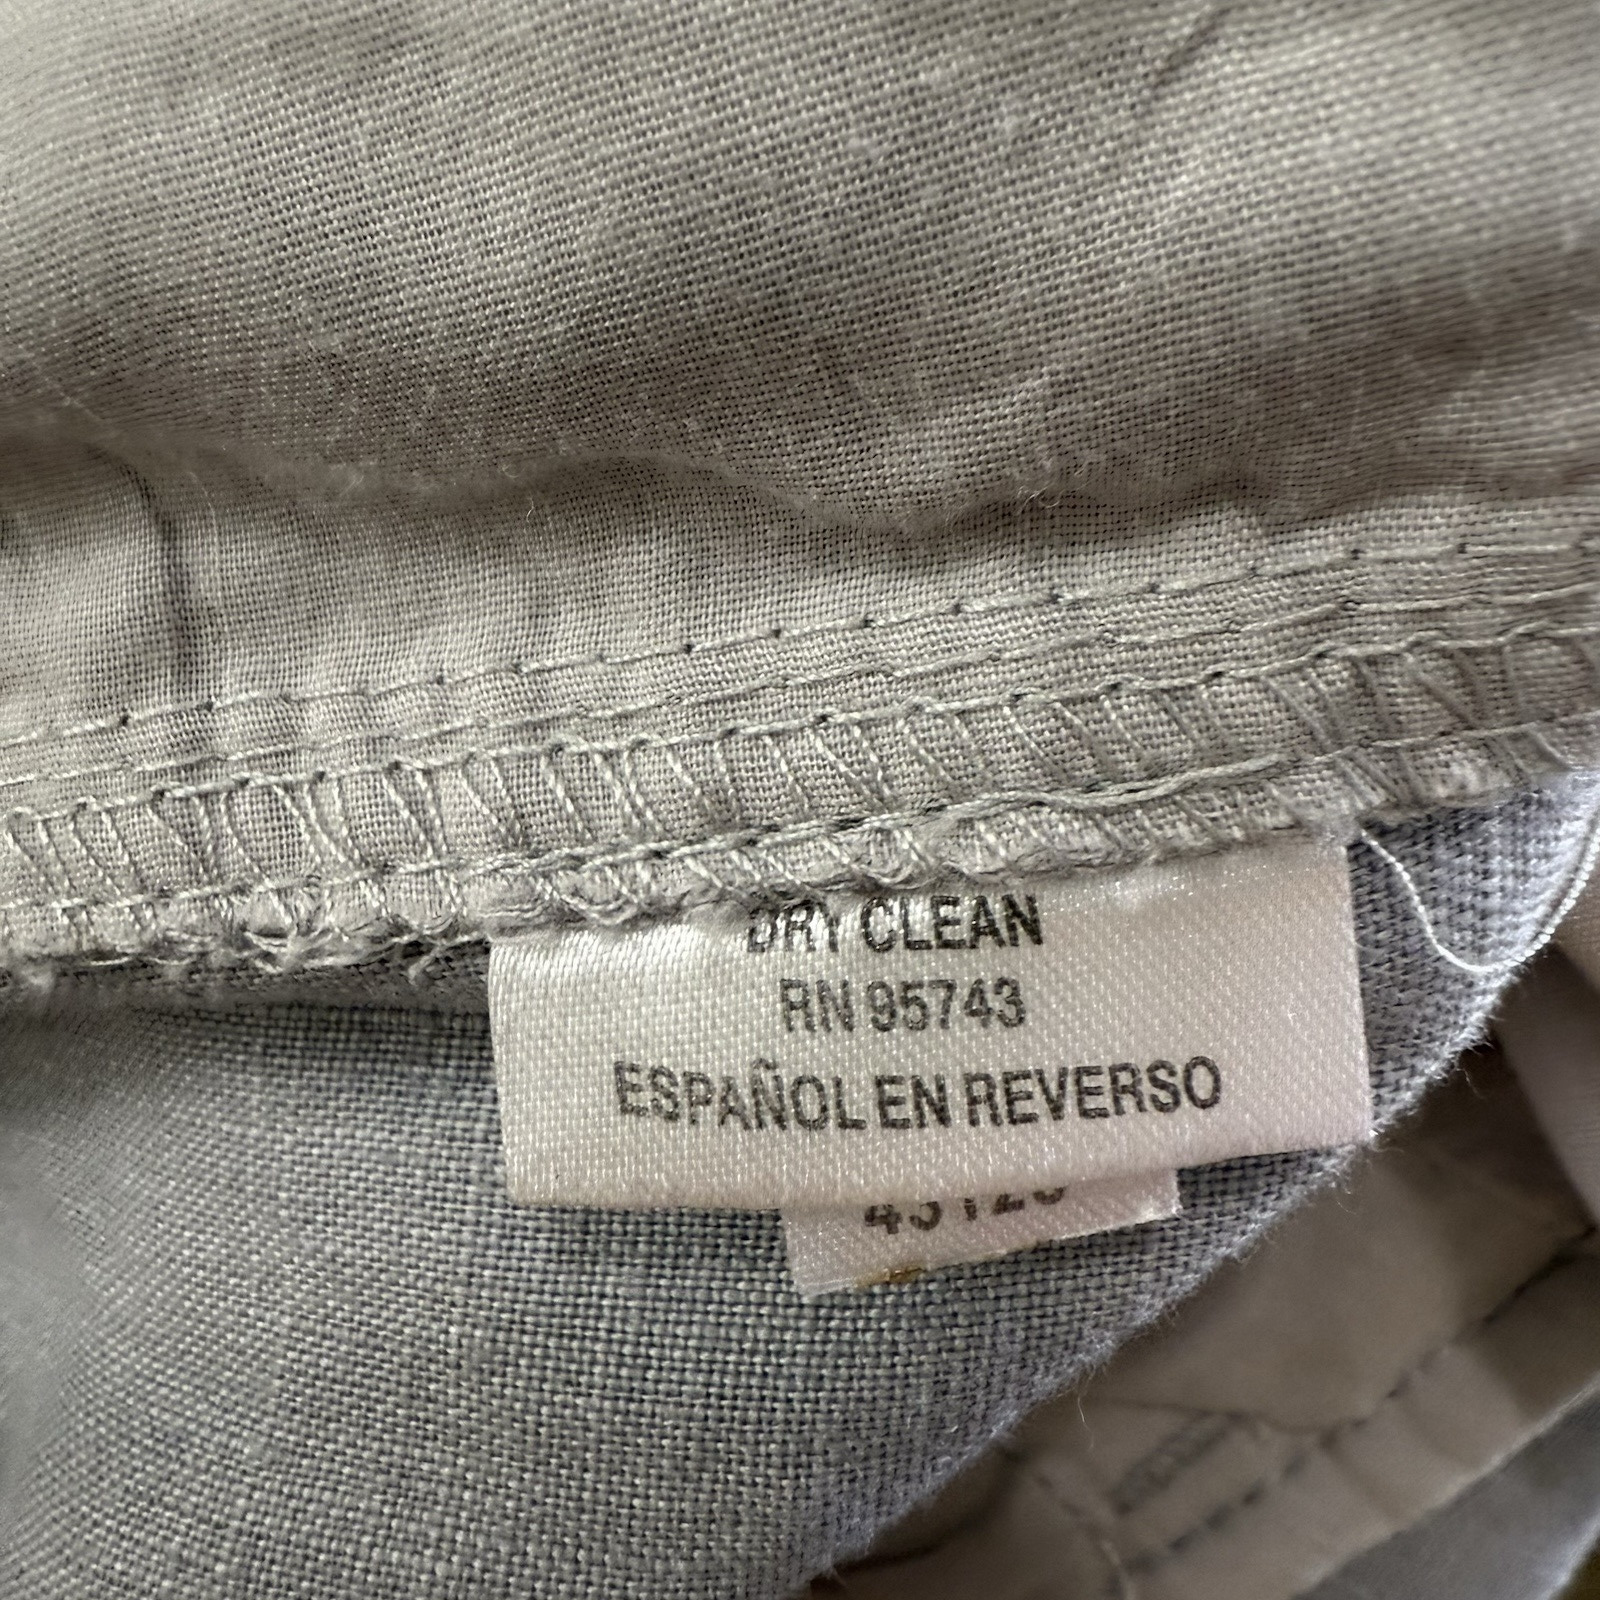 DRY CLEAN
RN 95743
ESPAÑOL EN REVERSO